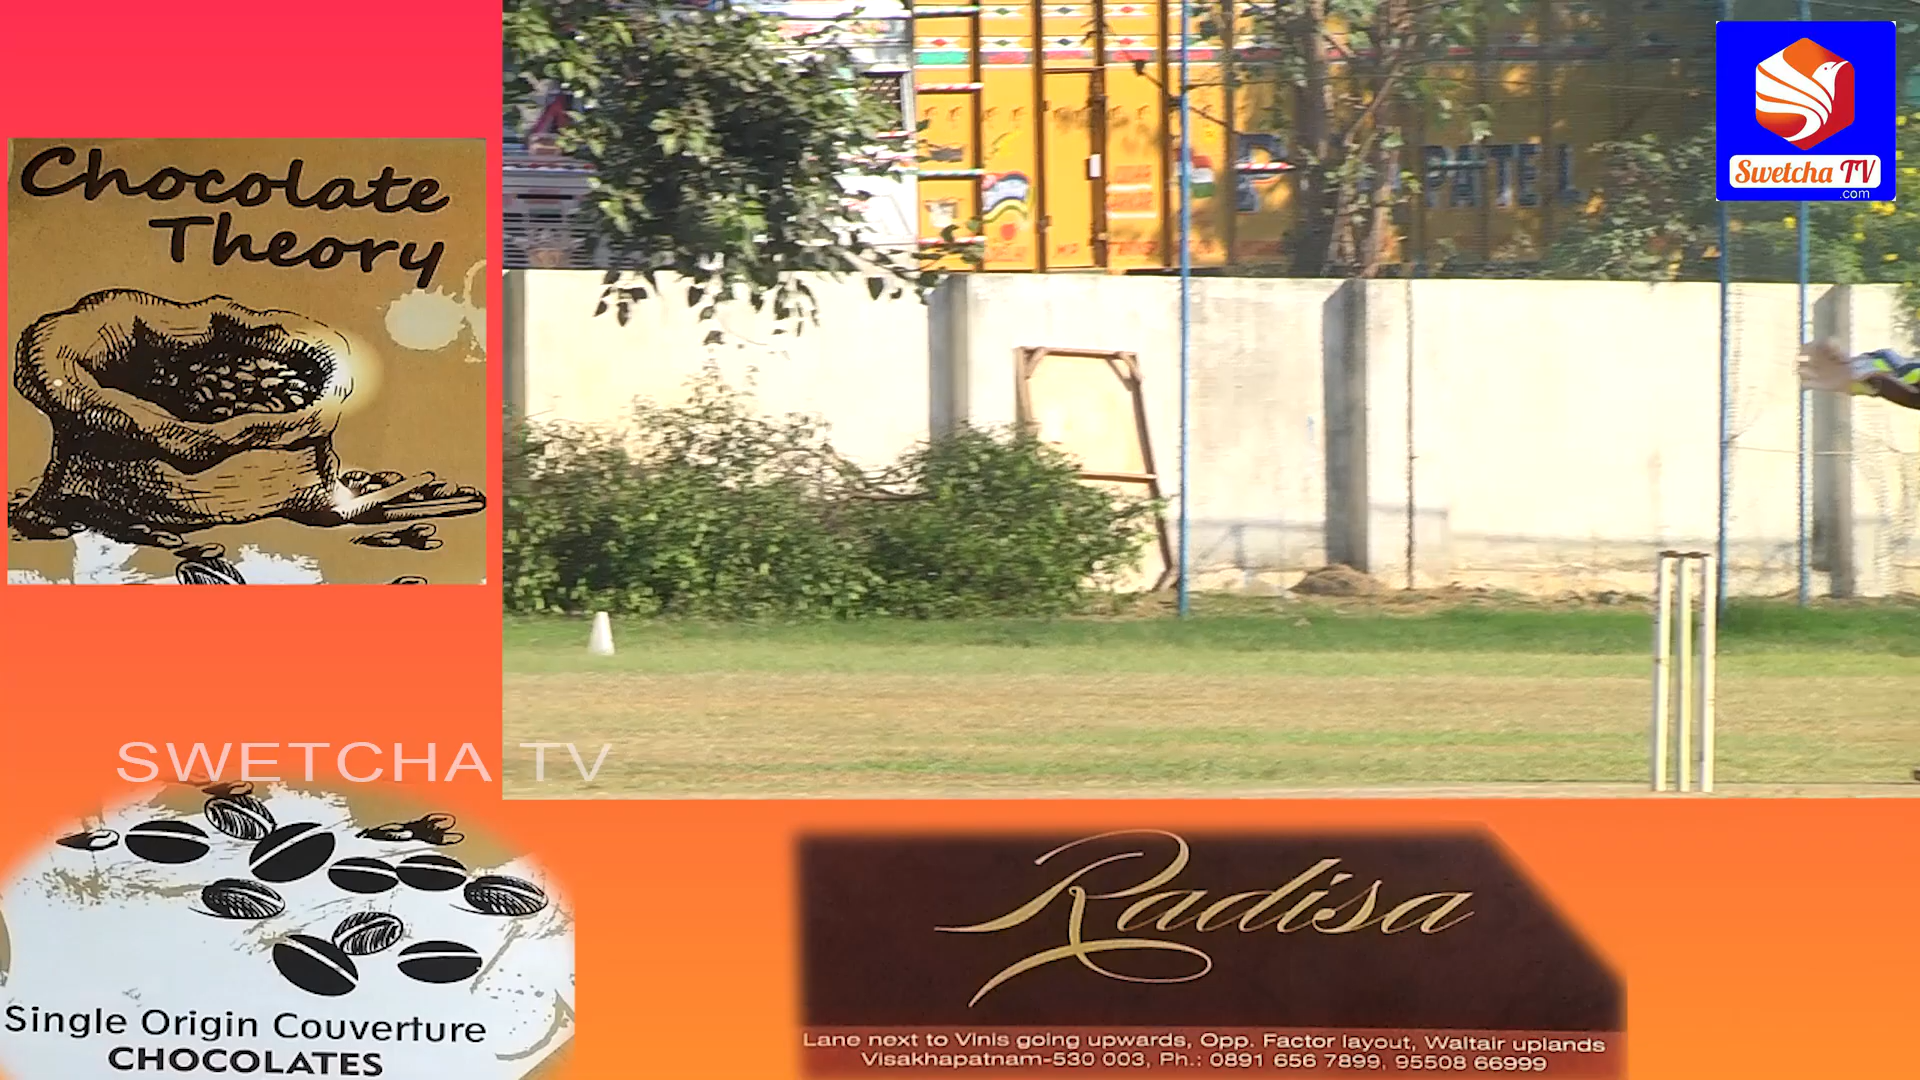 Chocolate
Theory
PATTEL
Swetcha TV
.com
SWETCHA TV
Single Origin Couverture
CHOCOLATES
Radisa
Lane next to Vinis going upwards, Opp. Factor layout, Waltair uplands
Visakhapatnam-530 003, Ph.: 0891 656 7899, 95508 66999